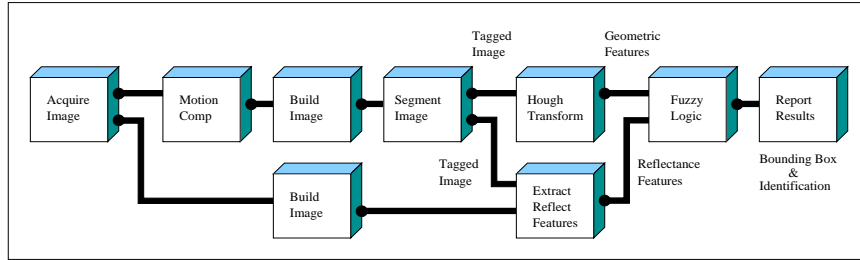 Tagged
Image
Geometric
Features
Acquire
Image
Motion
Comp
Build
Image
Segment
Image
Hough
Transform
Fuzzy
Logic
Report
Results
Tagged
Image
Reflectance
Features
Bounding Box
&
Identification
Build
Image
Extract
Reflect
Features